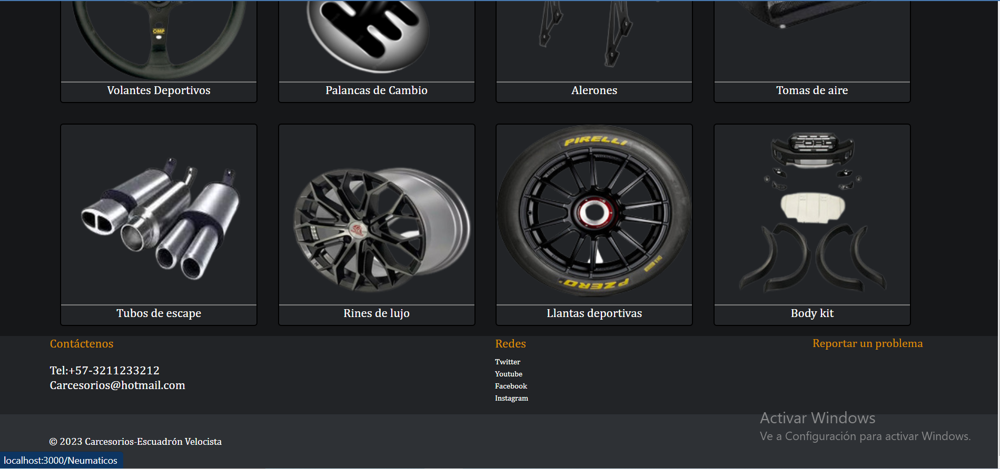 OMP
Volantes Deportivos
Palancas de Cambio
Alerones
Tomas de aire
PIRELLI
PZERO
Tubos de escape
Rines de lujo
Llantas deportivas
Body kit
Contáctenos
Tel:+57-3211233212
Carcesorios@hotmail.com
Redes
Twitter
Youtube
Facebook
Instagram
Reportar un problema
Activar Windows
Ve a Configuración para activar Windows.
© 2023 Carcesorios-Escuadrón Velocista
localhost:3000/Neumaticos